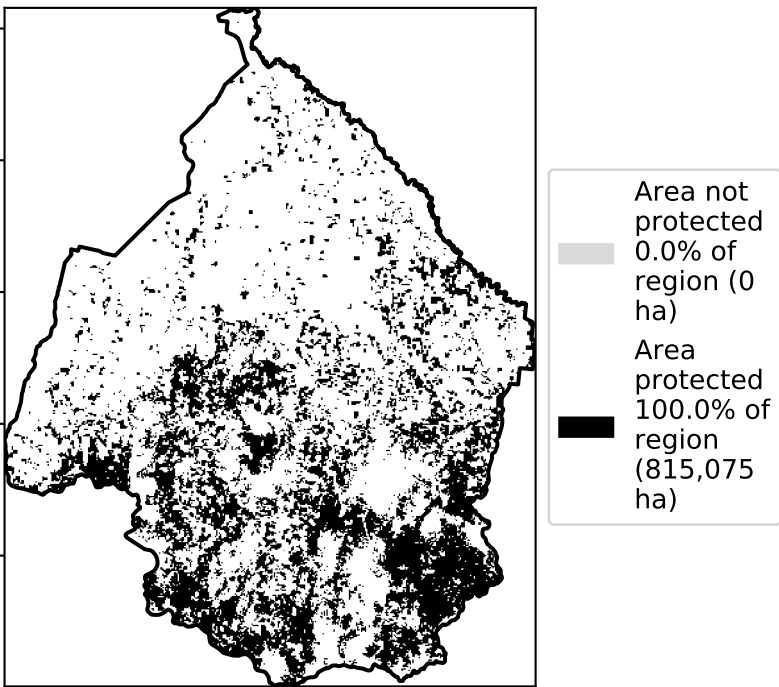 Area not
protected
0.0% of
region (0
ha)
Area
protected
100.0% of
region
(815,075
ha)